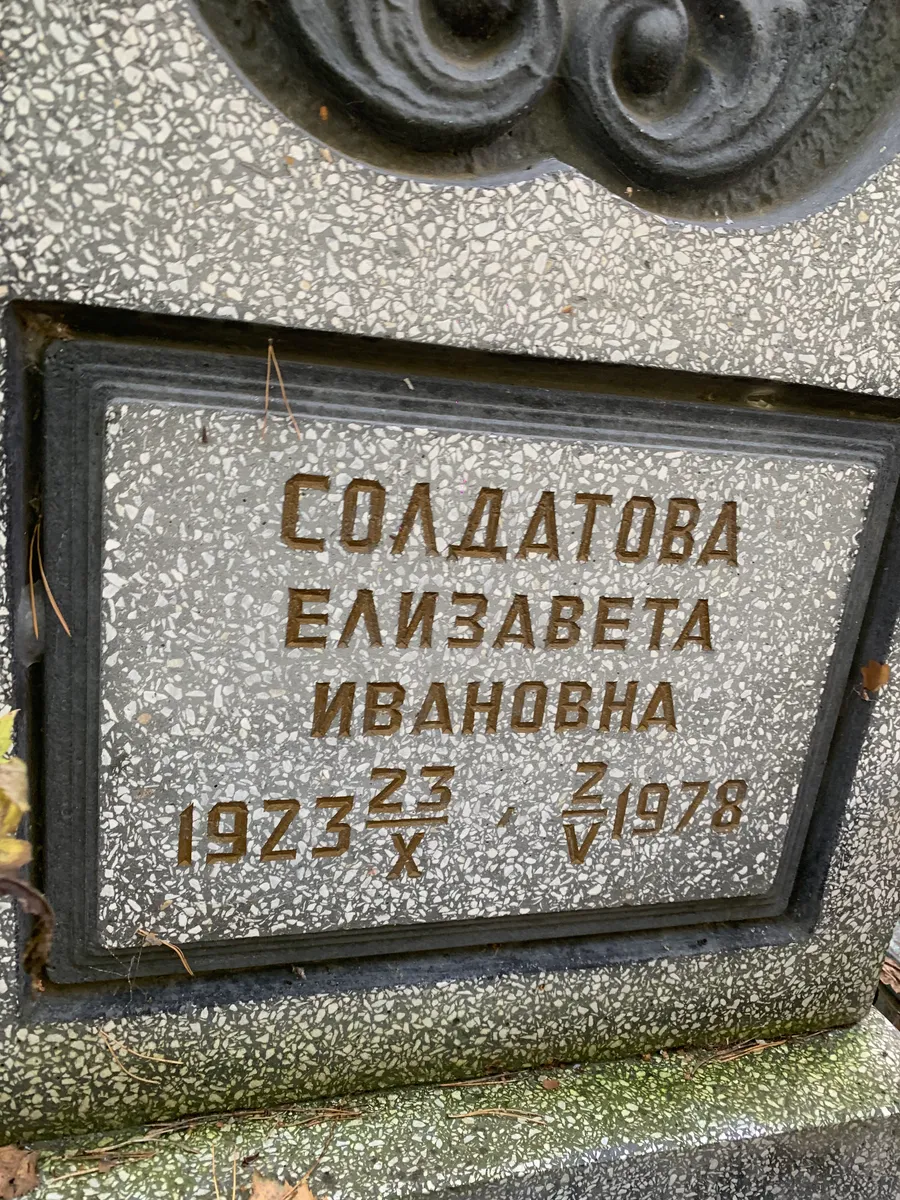 СОЛДАТОВА
ЕЛИЗАВЕТА
ИВАНОВНА
1923 23/X , 2/V 1978